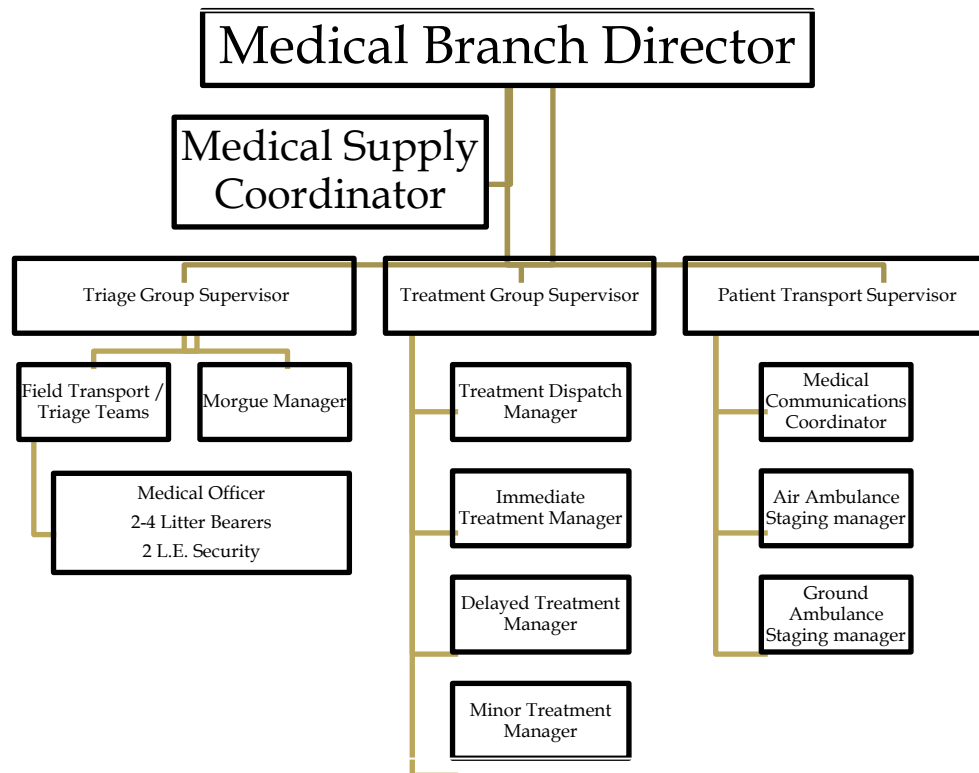 Medical Branch Director
Medical Supply
Coordinator
Triage Group Supervisor
Treatment Group Supervisor
Patient Transport Supervisor
Field Transport /
Triage Teams
Morgue Manager
Medical Officer
2-4 Litter Bearers
2 L.E. Security
Treatment Dispatch
Manager
Immediate
Treatment Manager
Delayed Treatment
Manager
Minor Treatment
Manager
Medical
Communications
Coordinator
Air Ambulance
Staging manager
Ground
Ambulance
Staging manager